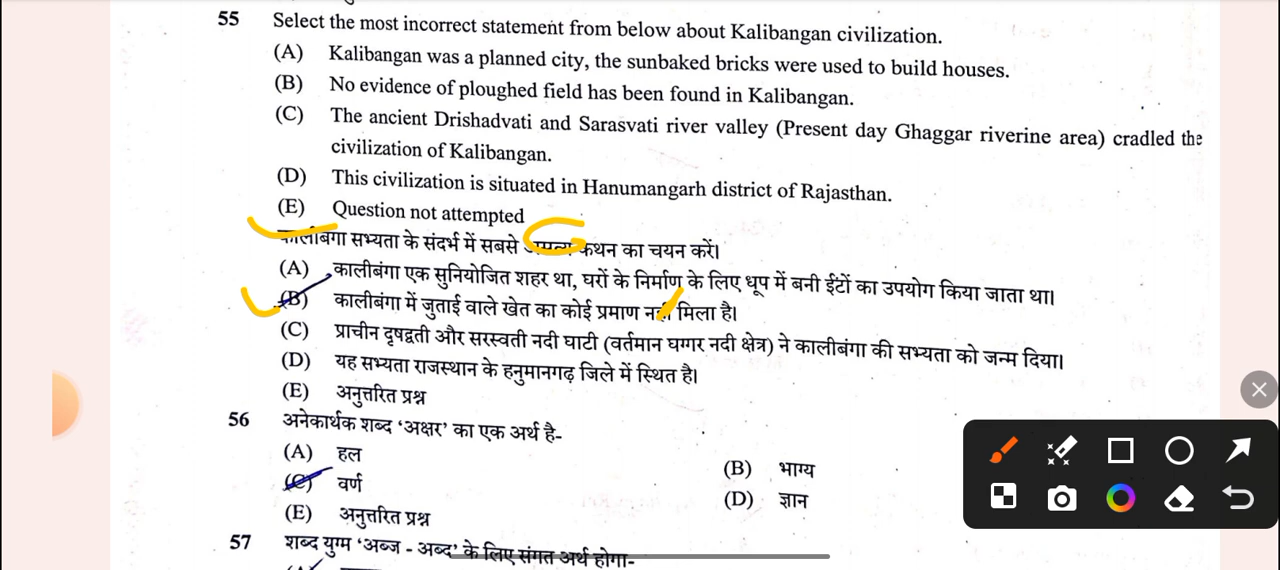 55 Select the most incorrect statement from below about Kalibangan civilization.
(A) Kalibangan was a planned city, the sunbaked bricks were used to build houses.
(B) No evidence of ploughed field has been found in Kalibangan.
(C) The ancient Drishadvati and Sarasvati river valley (Present day Ghaggar riverine area) cradled the
civilization of Kalibangan.
(D) This civilization is situated in Hanumangarh district of Rajasthan.
(E) Question not attempted
कालीबंगा सभ्यता के संदर्भ में सबसे असत्य कथन का चयन करें।
(A) कालीबंगा एक सुनियोजित शहर था, घरों के निर्माण के लिए धूप में बनी ईंटों का उपयोग किया जाता था।
(B) कालीबंगा में जुताई वाले खेत का कोई प्रमाण नहीं मिला है।
(C) प्राचीन दृषद्वती और सरस्वती नदी घाटी (वर्तमान घग्गर नदी क्षेत्र) ने कालीबंगा की सभ्यता को जन्म दिया।
(D) यह सभ्यता राजस्थान के हनुमानगढ़ जिले में स्थित है।
(E) अनुत्तरित प्रश्न
56 अनेकार्थक शब्द ‘अक्षर’ का एक अर्थ है-
(A) हल
(B) भाग्य
(C) वर्ण
(D) ज्ञान
(E) अनुत्तरित प्रश्न
57 शब्द युग्म ‘अब्ज - अब्द’ के लिए संगत अर्थ होगा-